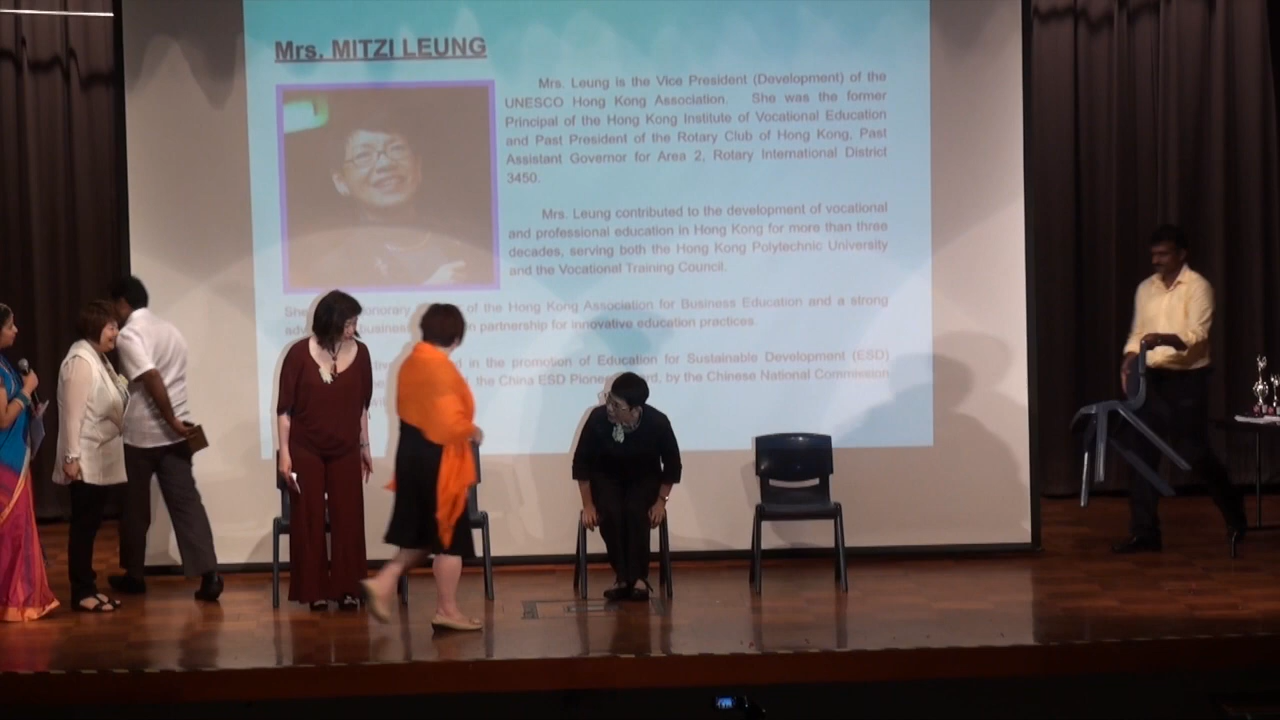 Mrs. MITZI LEUNG
Mrs. Leung is the Vice President (Development) of the
UNESCO Hong Kong Association. She was the former
Principal of the Hong Kong Institute of Vocational Education
and Past President of the Rotary Club of Hong Kong, Past
Assistant Governor for Area 2, Rotary International District
3450.
Mrs. Leung contributed to the development of vocational
and professional education in Hong Kong for more than three
decades, serving both the Hong Kong Polytechnic University
and the Vocational Training Council.
She of the Hong Kong Association for Business Education and a strong
business partnership for innovative education practices.
in the promotion of Education for Sustainable Development (ESD)
the China ESD by the Chinese National Commission